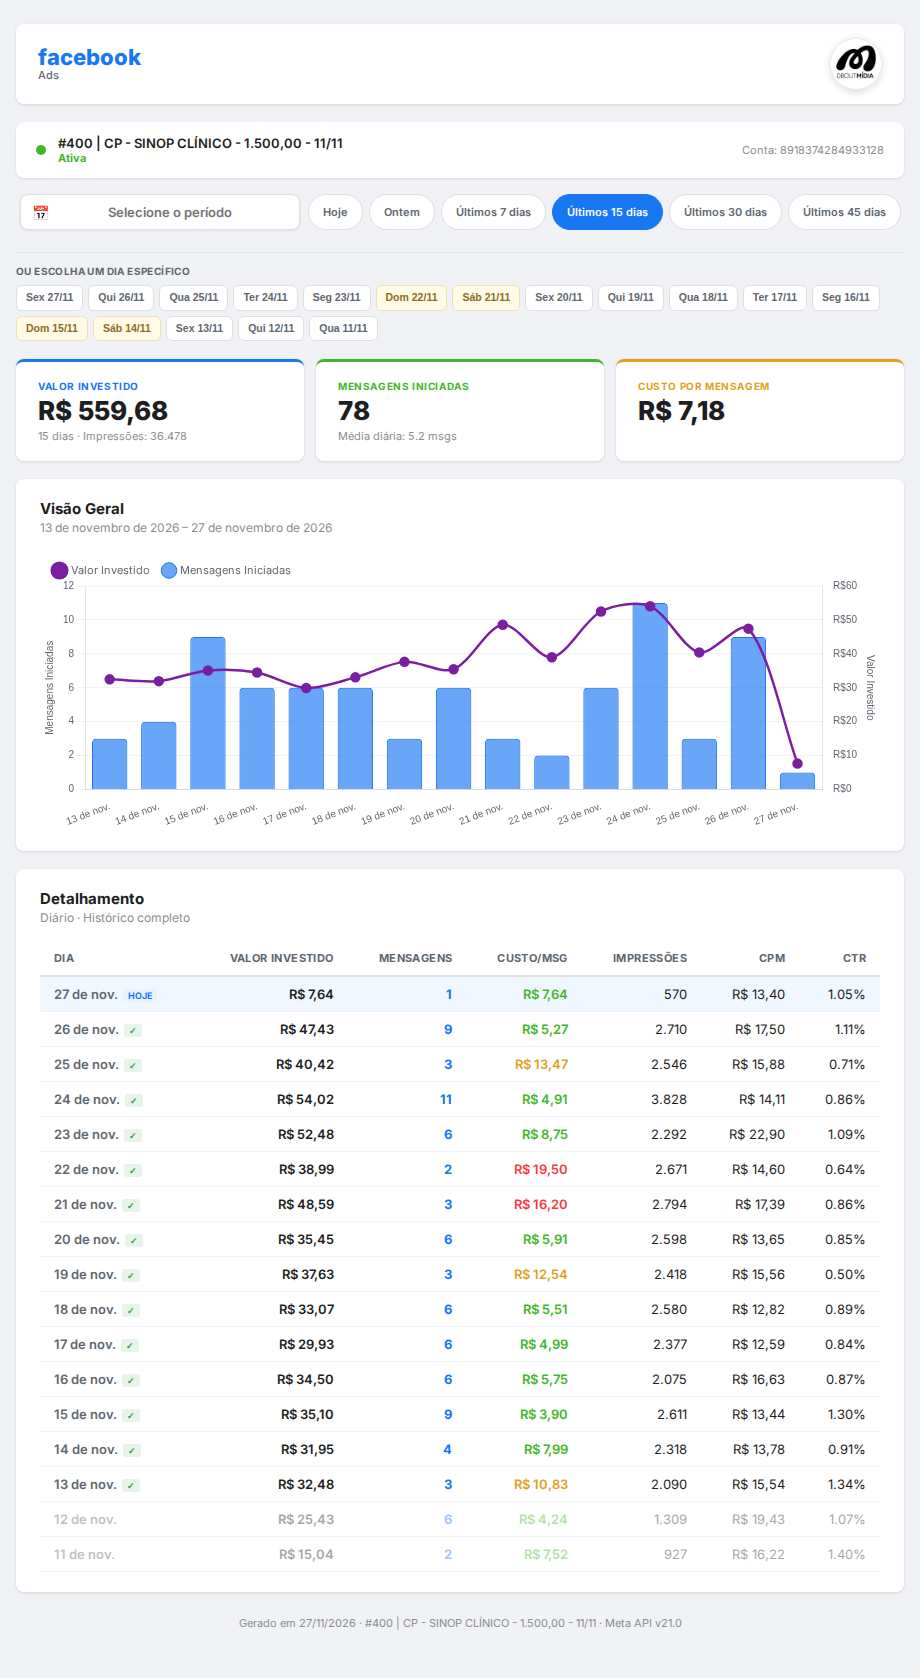 facebook
Ads
DBOUTMÍDIA
#400 | CP - SINOP CLÍNICO - 1.500,00 - 11/11
Ativa
Conta: 8918374284933128
Selecione o período
Hoje
Ontem
Últimos 7 dias
Últimos 15 dias
Últimos 30 dias
Últimos 45 dias
OU ESCOLHA UM DIA ESPECÍFICO
Sex 27/11 Qui 26/11 Qua 25/11 Ter 24/11 Seg 23/11 Dom 22/11 Sáb 21/11 Sex 20/11 Qui 19/11 Qua 18/11 Ter 17/11 Seg 16/11
Dom 15/11 Sáb 14/11 Sex 13/11 Qui 12/11 Qua 11/11
VALOR INVESTIDO
R$ 559,68
15 dias · Impressões: 36.478
MENSAGENS INICIADAS
78
Média diária: 5.2 msgs
CUSTO POR MENSAGEM
R$ 7,18
Visão Geral
13 de novembro de 2026 – 27 de novembro de 2026
Valor Investido Mensagens Iniciadas
Mensagens Iniciadas
12
10
8
6
4
2
0
R$60
R$50
R$40
R$30
R$20
R$10
R$0
Valor Investido
13 de nov. 14 de nov. 15 de nov. 16 de nov. 17 de nov. 18 de nov. 19 de nov. 20 de nov. 21 de nov. 22 de nov. 23 de nov. 24 de nov. 25 de nov. 26 de nov. 27 de nov.
Detalhamento
Diário · Histórico completo
DIA VALOR INVESTIDO MENSAGENS CUSTO/MSG IMPRESSÕES CPM CTR
27 de nov. HOJE R$ 7,64 1 R$ 7,64 570 R$ 13,40 1.05%
26 de nov. ✓ R$ 47,43 9 R$ 5,27 2.710 R$ 17,50 1.11%
25 de nov. ✓ R$ 40,42 3 R$ 13,47 2.546 R$ 15,88 0.71%
24 de nov. ✓ R$ 54,02 11 R$ 4,91 3.828 R$ 14,11 0.86%
23 de nov. ✓ R$ 52,48 6 R$ 8,75 2.292 R$ 22,90 1.09%
22 de nov. ✓ R$ 38,99 2 R$ 19,50 2.671 R$ 14,60 0.64%
21 de nov. ✓ R$ 48,59 3 R$ 16,20 2.794 R$ 17,39 0.86%
20 de nov. ✓ R$ 35,45 6 R$ 5,91 2.598 R$ 13,65 0.85%
19 de nov. ✓ R$ 37,63 3 R$ 12,54 2.418 R$ 15,56 0.50%
18 de nov. ✓ R$ 33,07 6 R$ 5,51 2.580 R$ 12,82 0.89%
17 de nov. ✓ R$ 29,93 6 R$ 4,99 2.377 R$ 12,59 0.84%
16 de nov. ✓ R$ 34,50 6 R$ 5,75 2.075 R$ 16,63 0.87%
15 de nov. ✓ R$ 35,10 9 R$ 3,90 2.611 R$ 13,44 1.30%
14 de nov. ✓ R$ 31,95 4 R$ 7,99 2.318 R$ 13,78 0.91%
13 de nov. ✓ R$ 32,48 3 R$ 10,83 2.090 R$ 15,54 1.34%
12 de nov. R$ 25,43 6 R$ 4,24 1.309 R$ 19,43 1.07%
11 de nov. R$ 15,04 2 R$ 7,52 927 R$ 16,22 1.40%
Gerado em 27/11/2026 · #400 | CP - SINOP CLÍNICO - 1.500,00 - 11/11 · Meta API v21.0